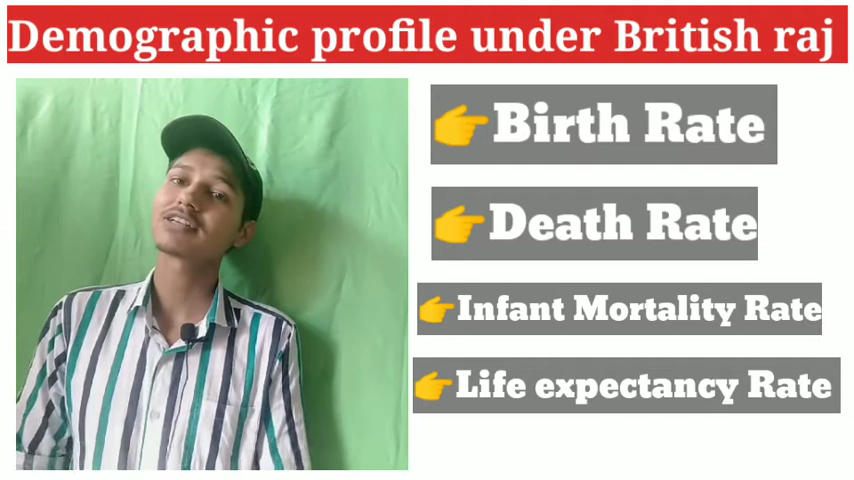 Demographic profile under British raj
👉Birth Rate
👉Death Rate
👉Infant Mortality Rate
👉Life expectancy Rate